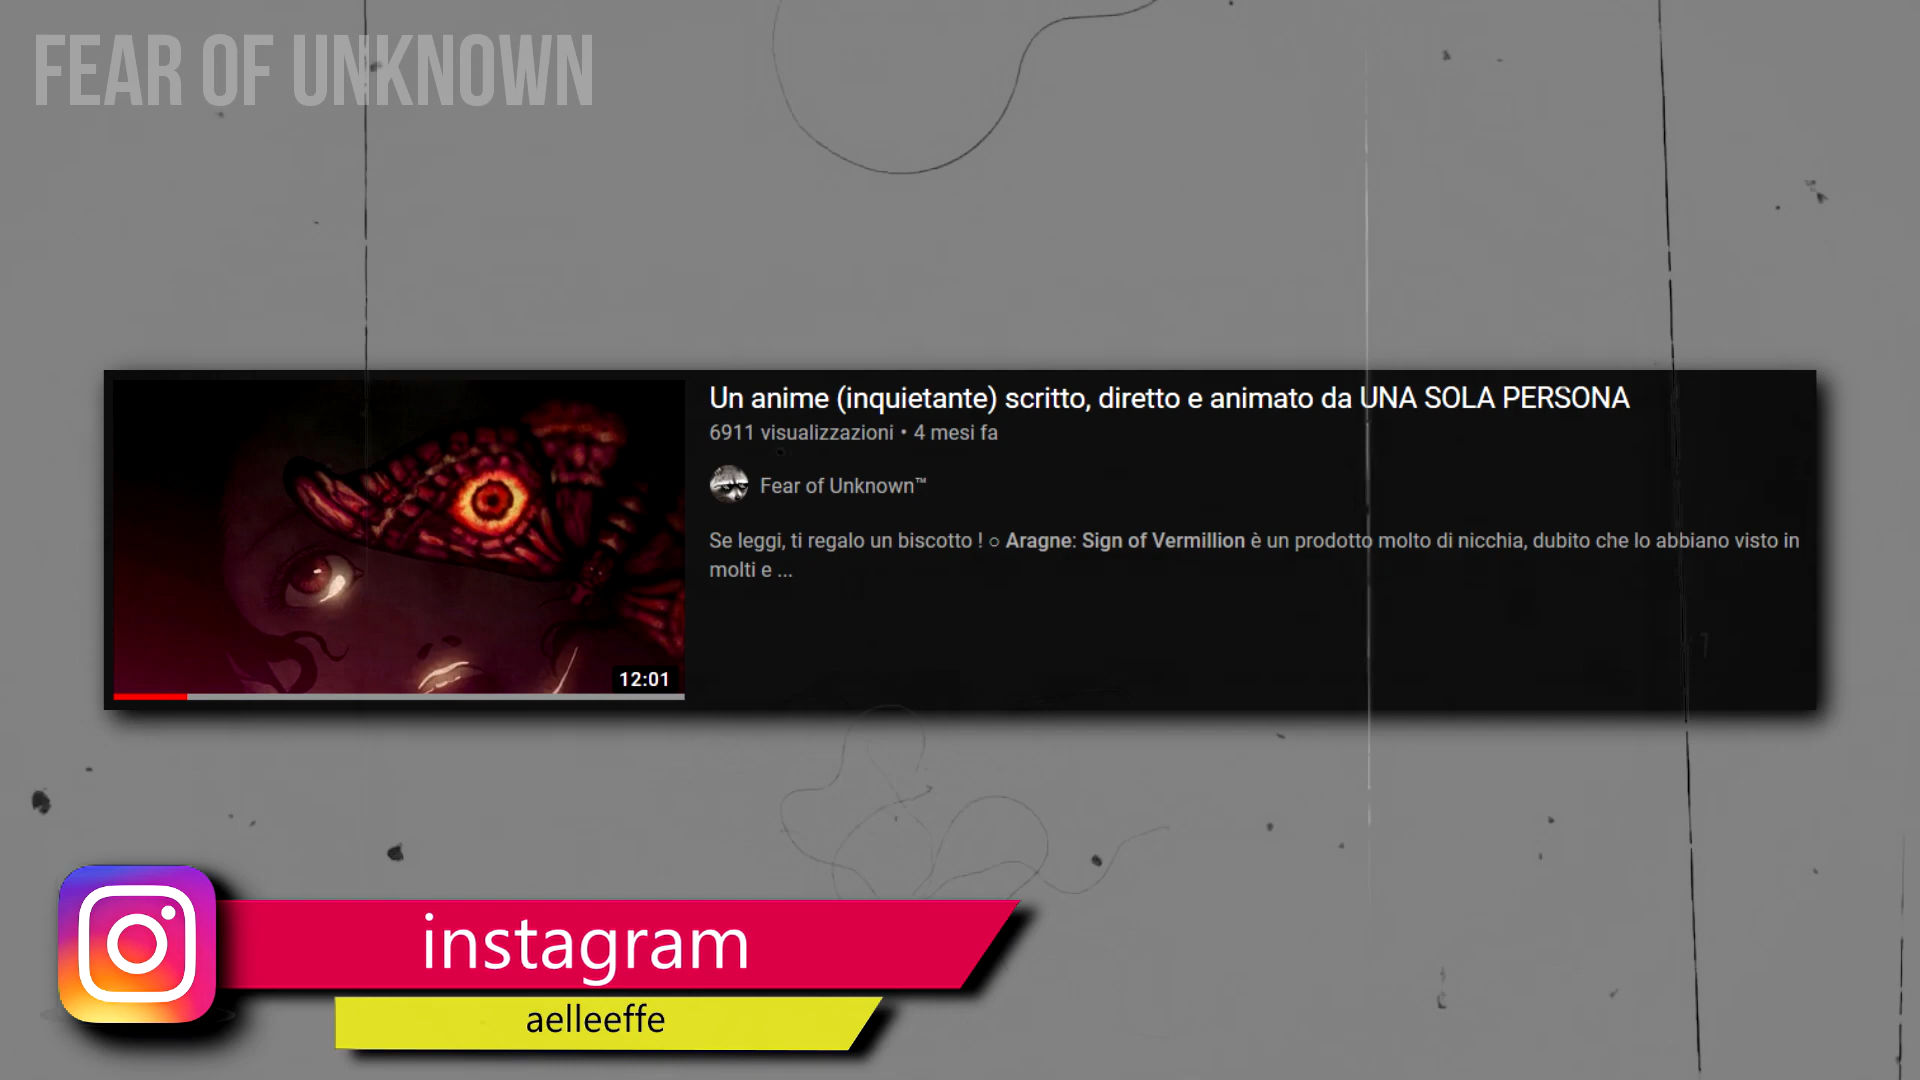 FEAR OF UNKNOWN
Un anime (inquietante) scritto, diretto e animato da UNA SOLA PERSONA
6911 visualizzazioni • 4 mesi fa
Fear of Unknown™
Se leggi, ti regalo un biscotto ! ○ Aragne: Sign of Vermillion è un prodotto molto di nicchia, dubito che lo abbiano visto in
molti e ...
12:01
instagram
aelleeffe